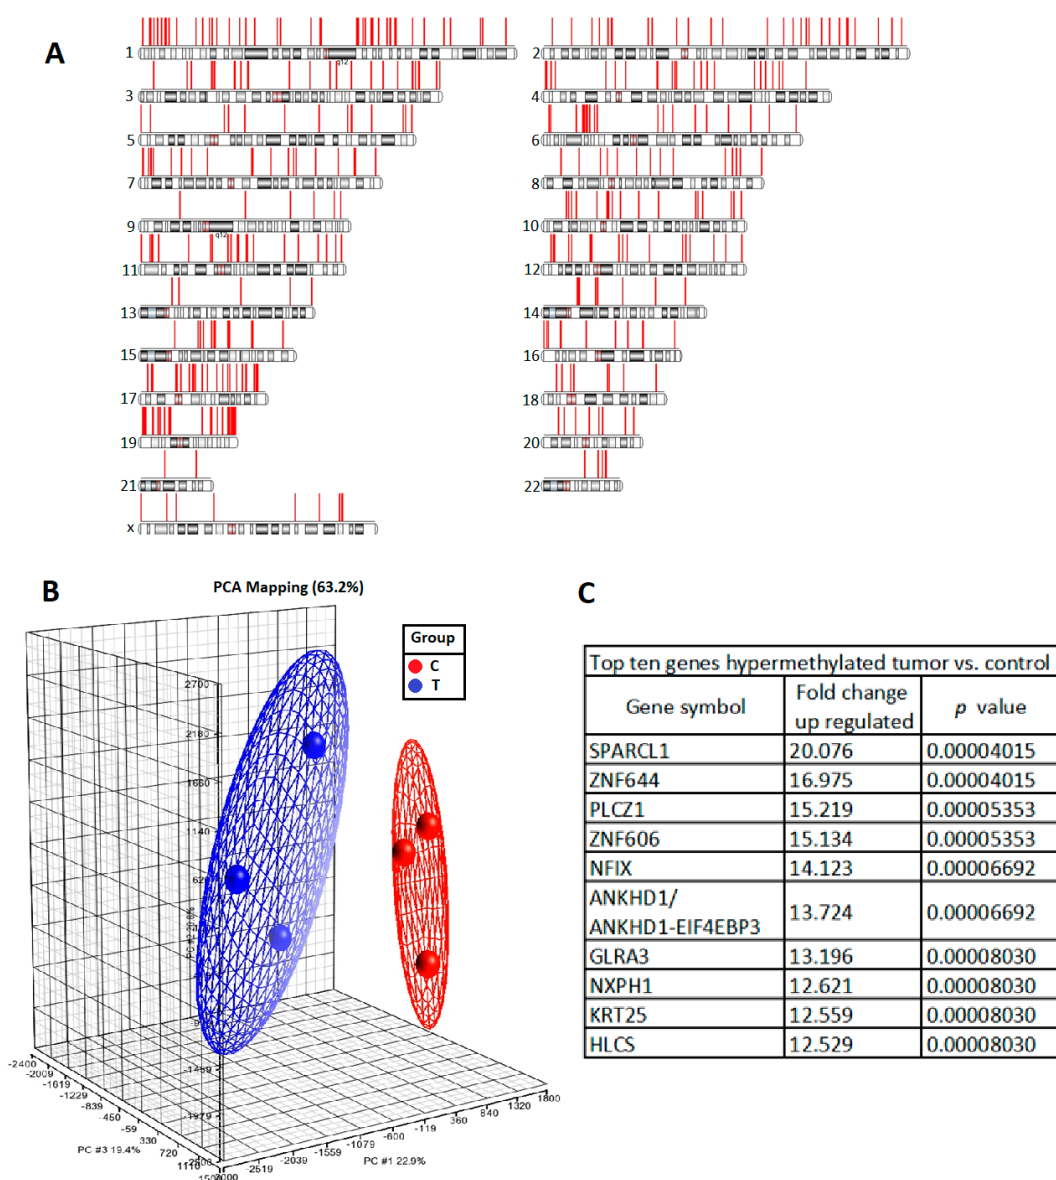 A
1
q12
2
3
4
5
6
7
8
9
q12
10
11
12
13
14
15
16
17
18
19
20
21
22
x
B
PCA Mapping (63.2%)
Group
C
T
2700
2180
1660
1140
-1459
-1979
-2400
-2009
-1619
-1229
-839
-450
-59
330
720
1110
PC #3 19.4%
-2519
-2039
-1559
-1079
-600
-119
360
840
1320
1800
PC #1 22.9%
C
Top ten genes hypermethylated tumor vs. control
Gene symbol Fold change up regulated p value
SPARCL1 20.076 0.00004015
ZNF644 16.975 0.00004015
PLCZ1 15.219 0.00005353
ZNF606 15.134 0.00005353
NFIX 14.123 0.00006692
ANKHD1/
ANKHD1-EIF4EBP3 13.724 0.00006692
GLRA3 13.196 0.00008030
NXPH1 12.621 0.00008030
KRT25 12.559 0.00008030
HLCS 12.529 0.00008030